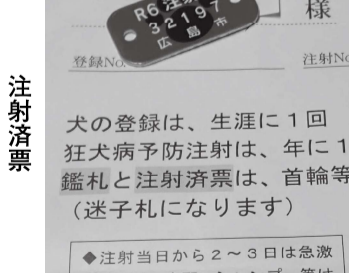 注射済票
R6 注射
32197
広島市
様
登録No.
注射No
犬の登録は、生涯に1回
狂犬病予防注射は、年に1
鑑札と注射済票は、首輪等
（迷子札になります）
◆注射当日から2～3日は急激